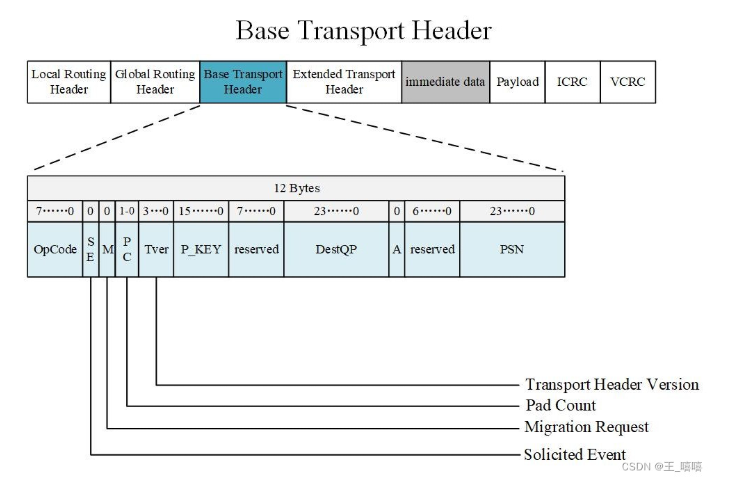 Base Transport Header
Local Routing Header
Global Routing Header
Base Transport Header
Extended Transport Header
immediate data
Payload
ICRC
VCRC
12 Bytes
7······0 0 0 1-0 3···0 15······0 7······0 23······0 0 6······0 23······0
OpCode SE M PC Tver P_KEY reserved DestQP A reserved PSN
Transport Header Version
Pad Count
Migration Request
Solicited Event
CSDN @王_嘻嘻